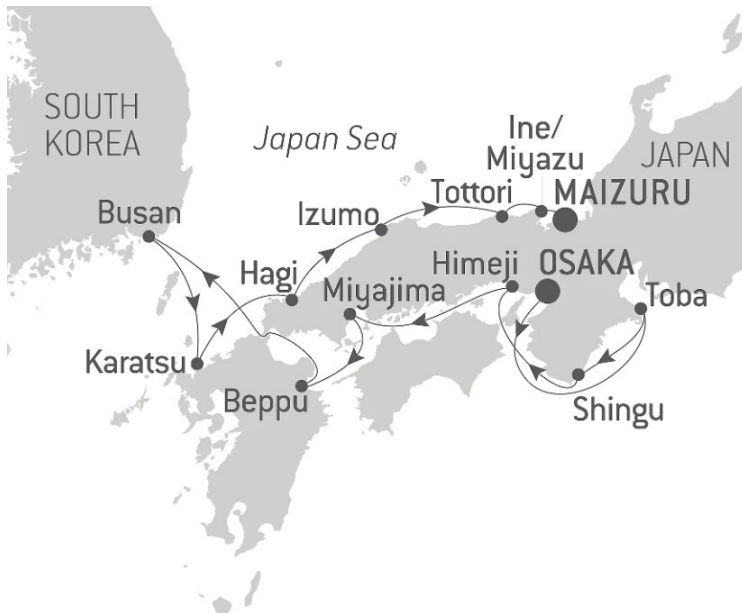 SOUTH
KOREA
Japan Sea
Ine/
Miyazu
JAPAN
Tottori
MAIZURU
Busan
Izumo
Hagi
Himeji
OSAKA
Miyajima
Toba
Karatsu
Beppu
Shingu